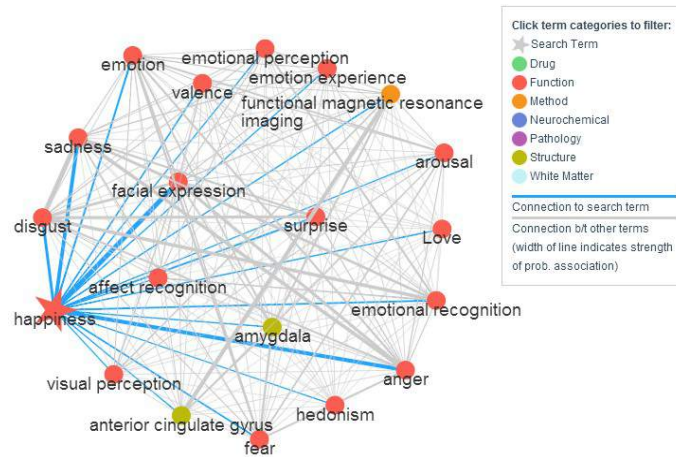 emotion
emotional perception
emotion experience
valence
functional magnetic resonance
imaging
sadness
arousal
facial expression
disgust
surprise
Love
affect recognition
happiness
emotional recognition
amygdala
visual perception
anger
anterior cingulate gyrus
hedonism
fear
Click term categories to filter:
Search Term
Drug
Function
Method
Neurochemical
Pathology
Structure
White Matter
Connection to search term
Connection b/t other terms
(width of line indicates strength
of prob. association)